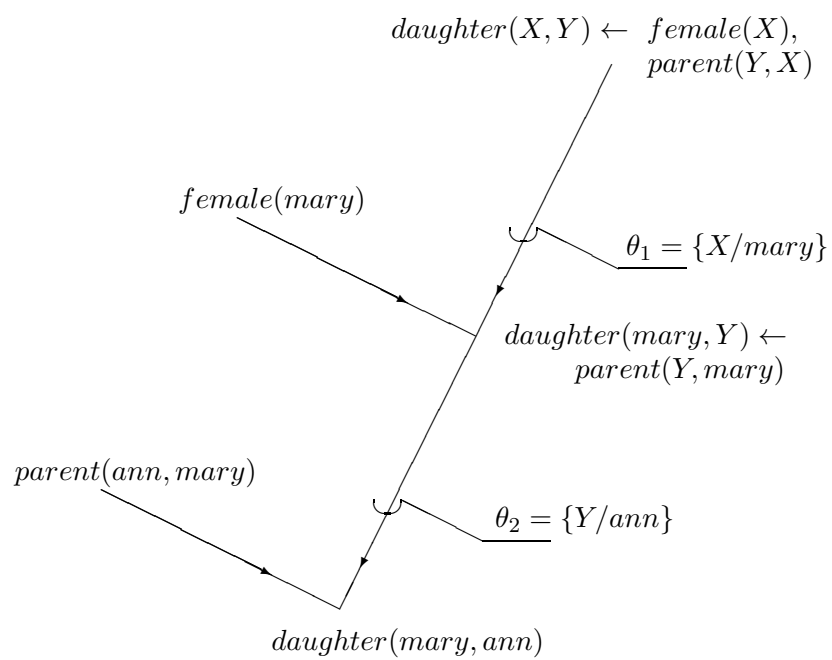 daughter(X, Y) ← female(X),
parent(Y, X)
female(mary)
θ₁ = {X/mary}
daughter(mary, Y) ←
parent(Y, mary)
parent(ann, mary)
θ₂ = {Y/ann}
daughter(mary, ann)